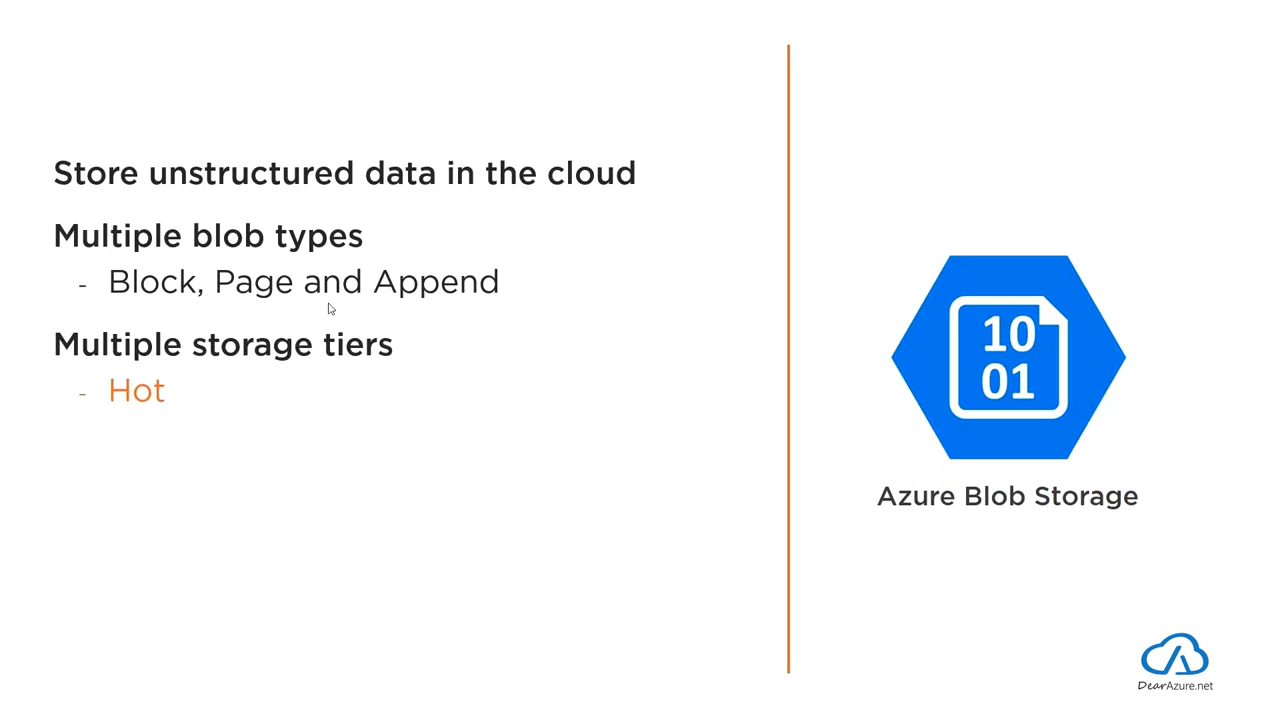 Store unstructured data in the cloud
Multiple blob types
- Block, Page and Append
Multiple storage tiers
- Hot
10
01
Azure Blob Storage
DearAzure.net